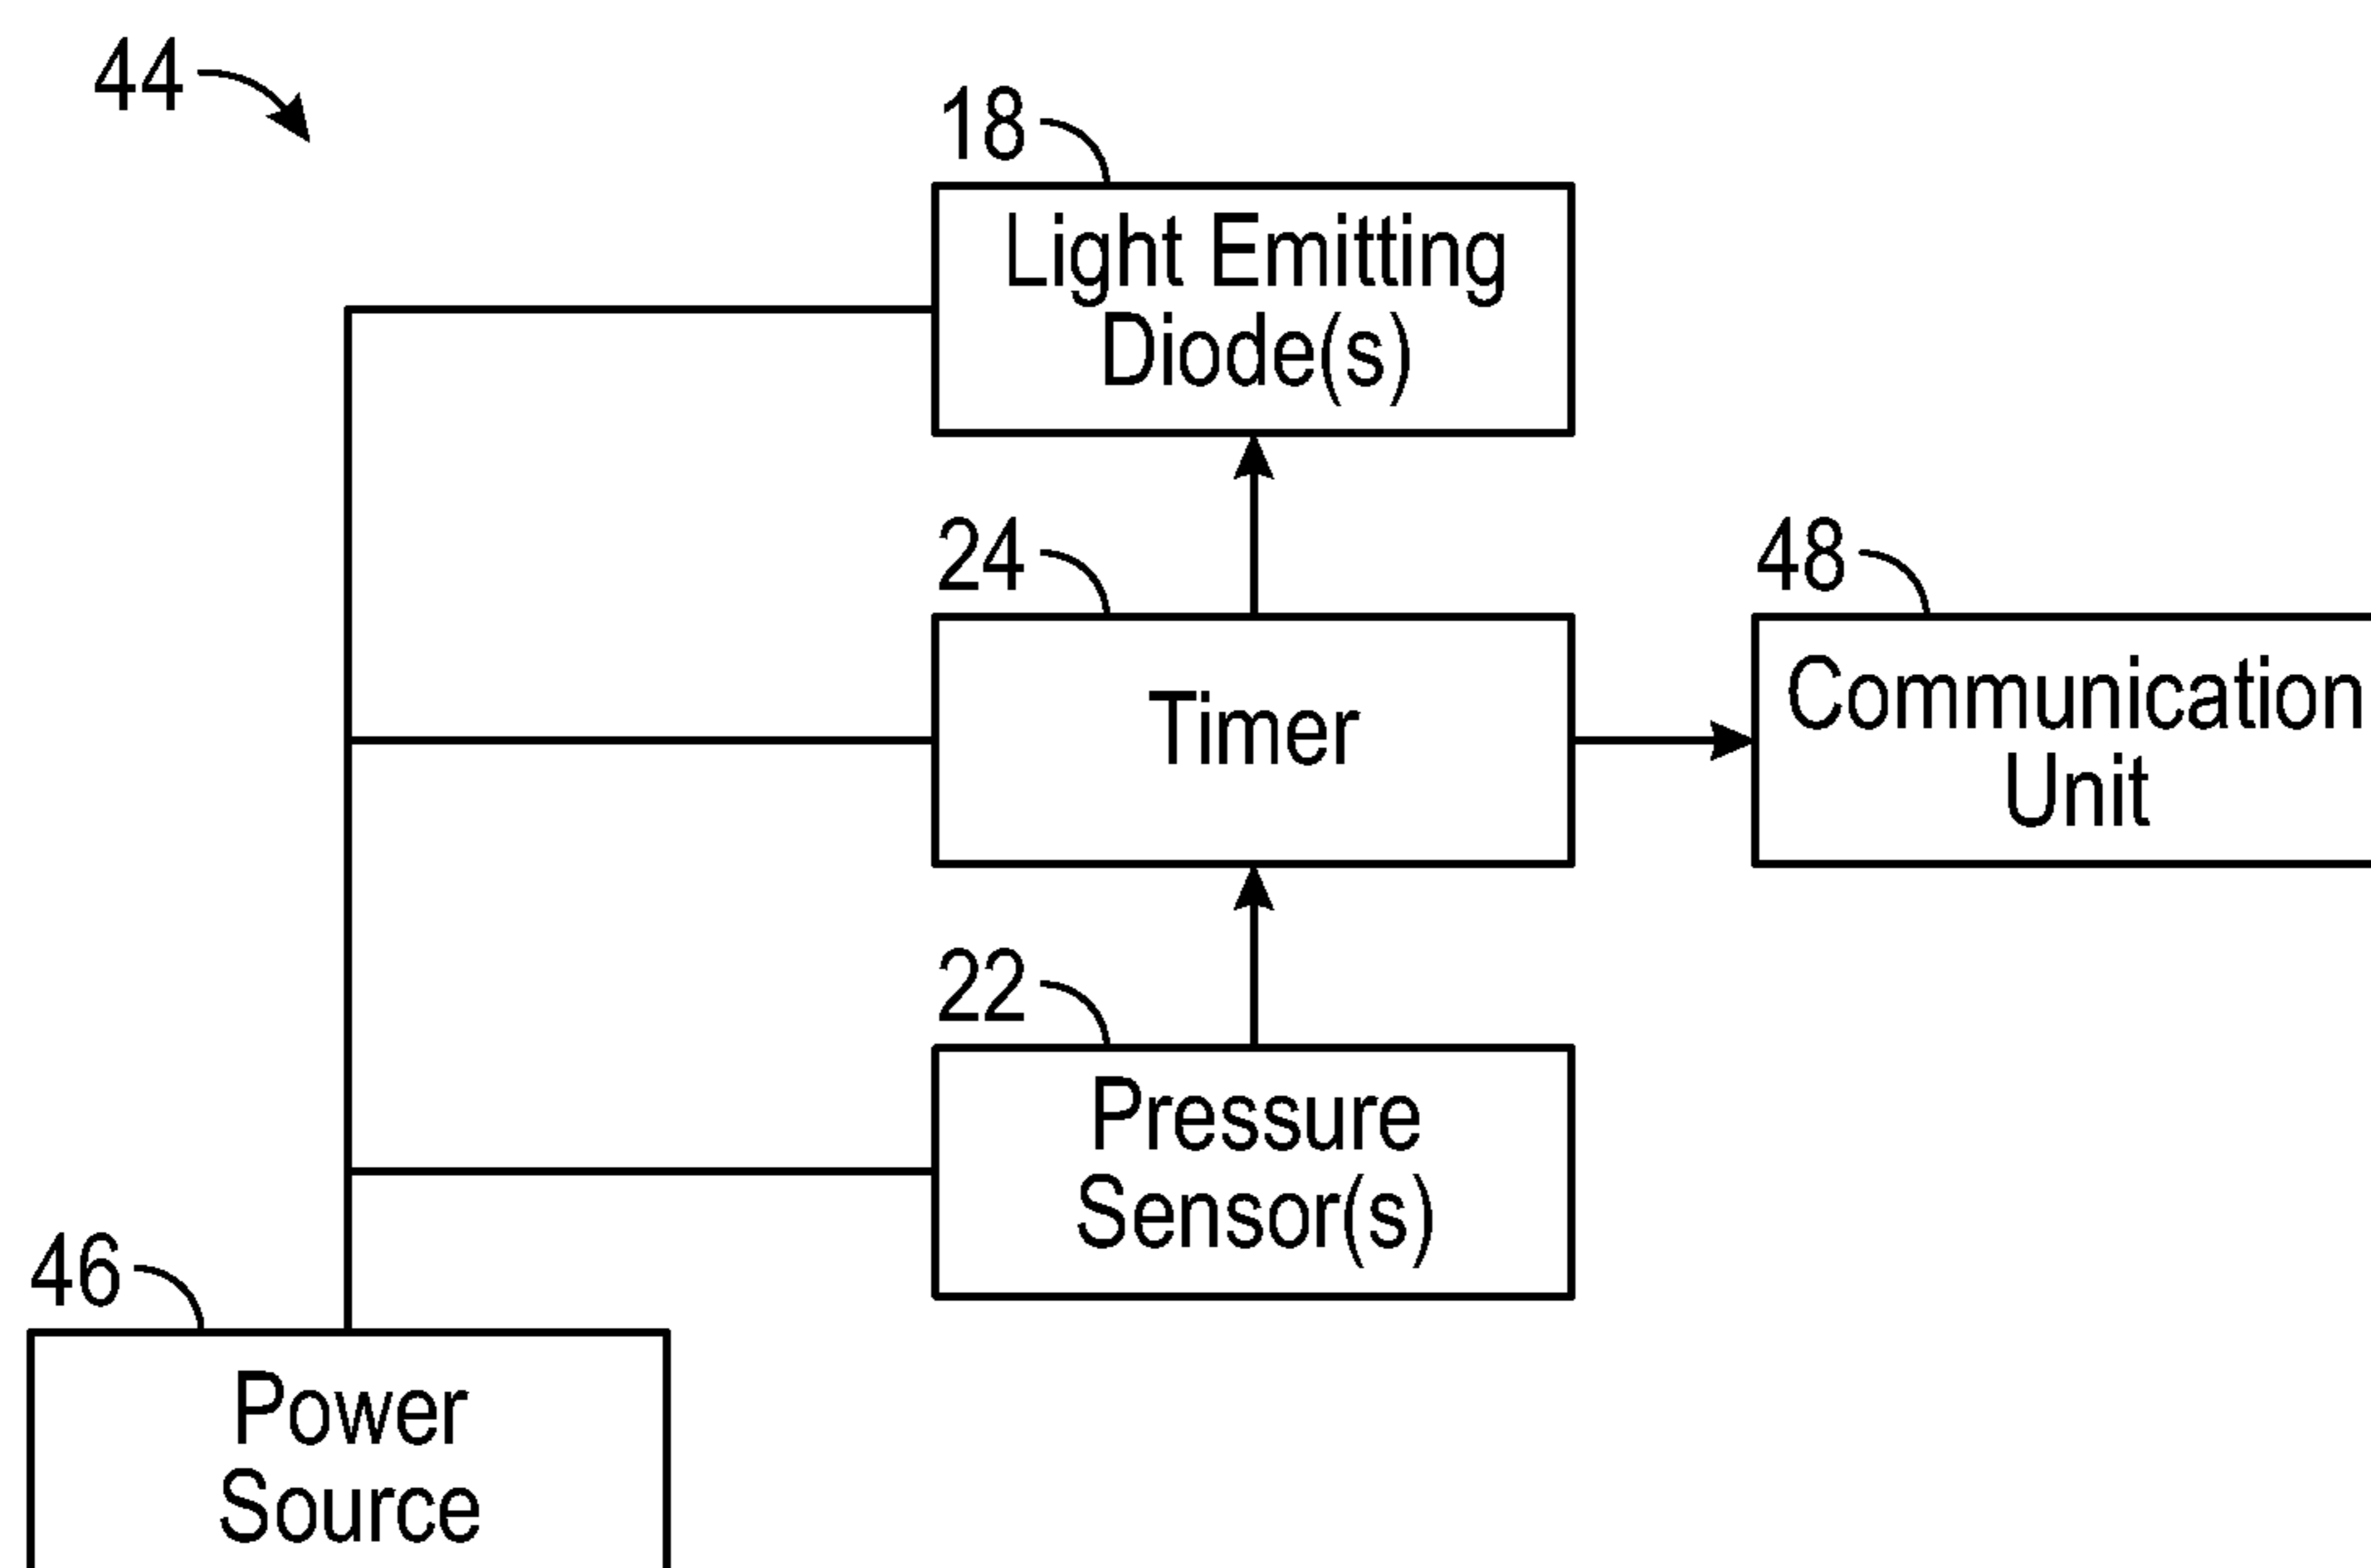 44
18
Light Emitting
Diode(s)
24
Timer
48
Communication
Unit
22
Pressure
Sensor(s)
46
Power
Source